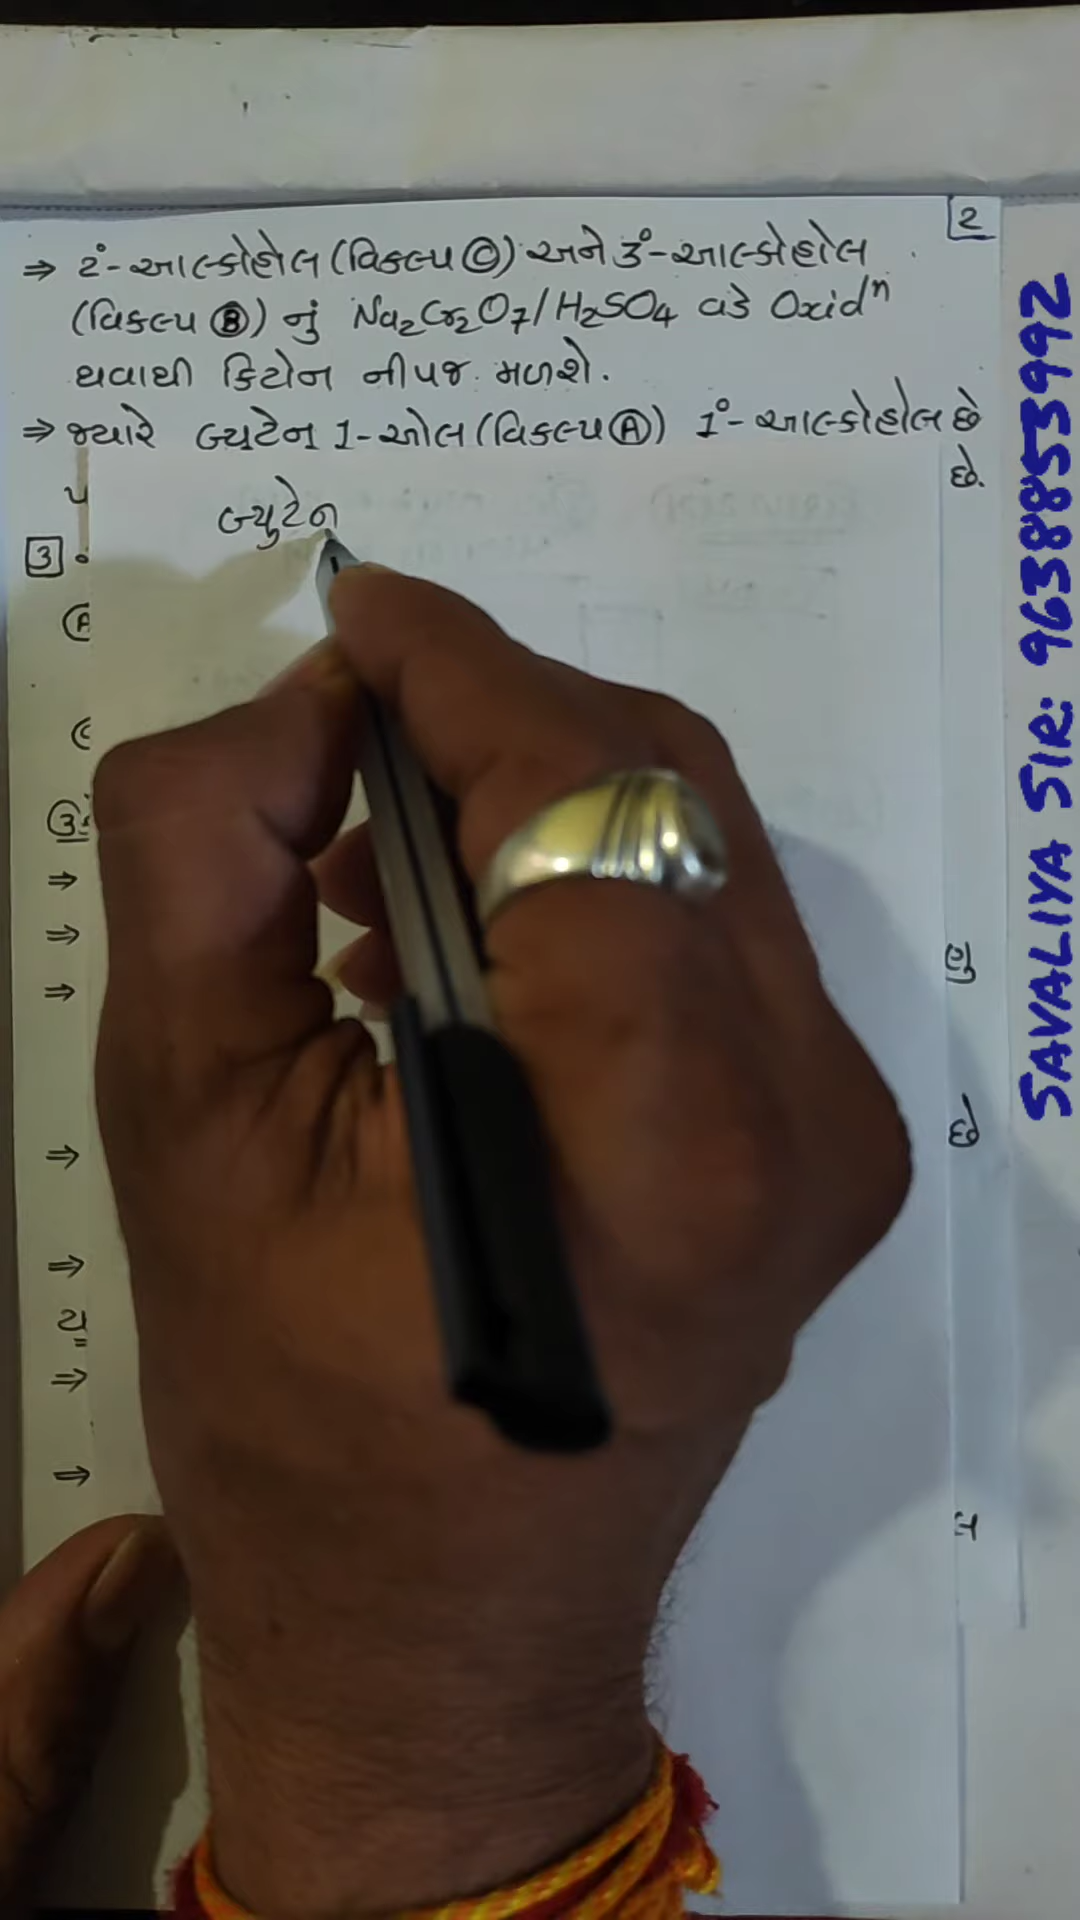 2
⇒ 2°-આલ્કોહોલ (વિકલ્પ Ⓒ) અને 3°-આલ્કોહોલ
(વિકલ્પ Ⓑ) નું Na₂Cr₂O₇/H₂SO₄ વડે Oxidⁿ
થવાથી કિટોન નીપજ મળશે.
⇒ જ્યારે બ્યુટેન 1-ઓલ (વિકલ્પ Ⓐ) 1°-આલ્કોહોલ છે
છે.
બ્યુટેન
3
⇒
⇒
⇒
છે
⇒
⇒
⇒
⇒
SAVALIYA SIR: 9638853992